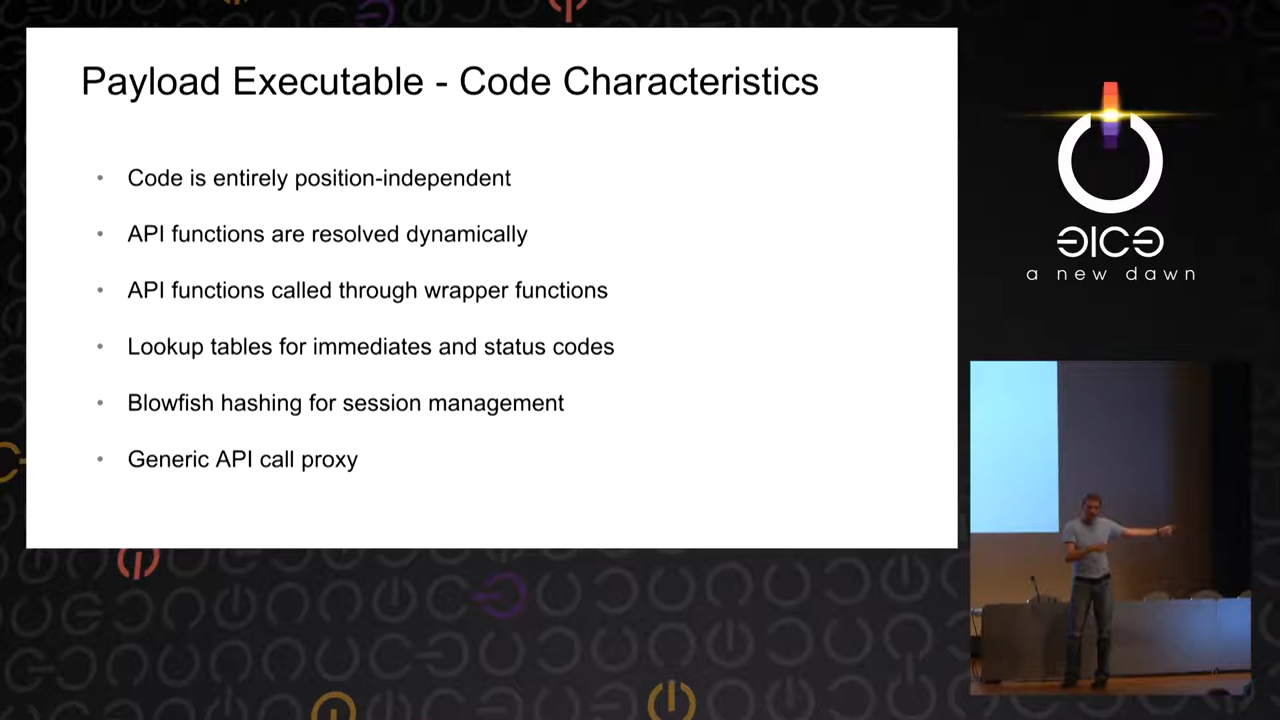 Payload Executable - Code Characteristics
• Code is entirely position-independent
• API functions are resolved dynamically
• API functions called through wrapper functions
• Lookup tables for immediates and status codes
• Blowfish hashing for session management
• Generic API call proxy
a new dawn